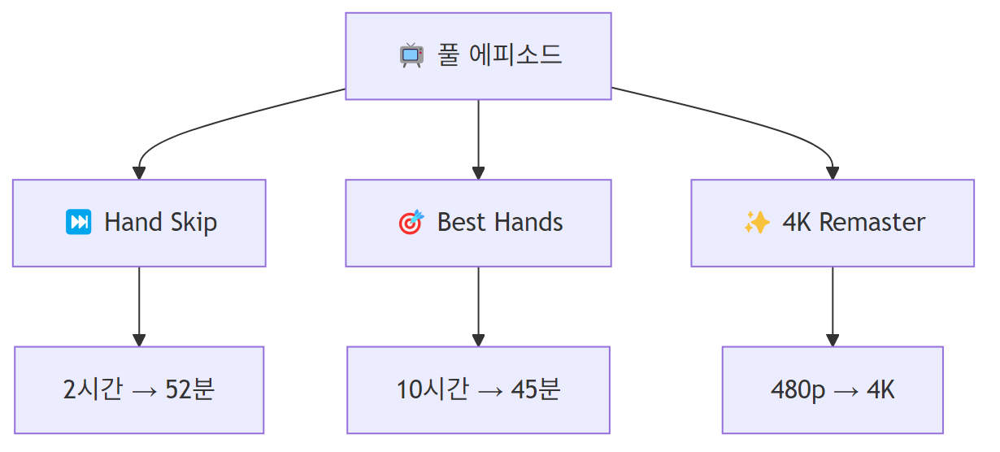 📺 풀 에피소드
⏭️ Hand Skip
🎯 Best Hands
✨ 4K Remaster
2시간 → 52분
10시간 → 45분
480p → 4K